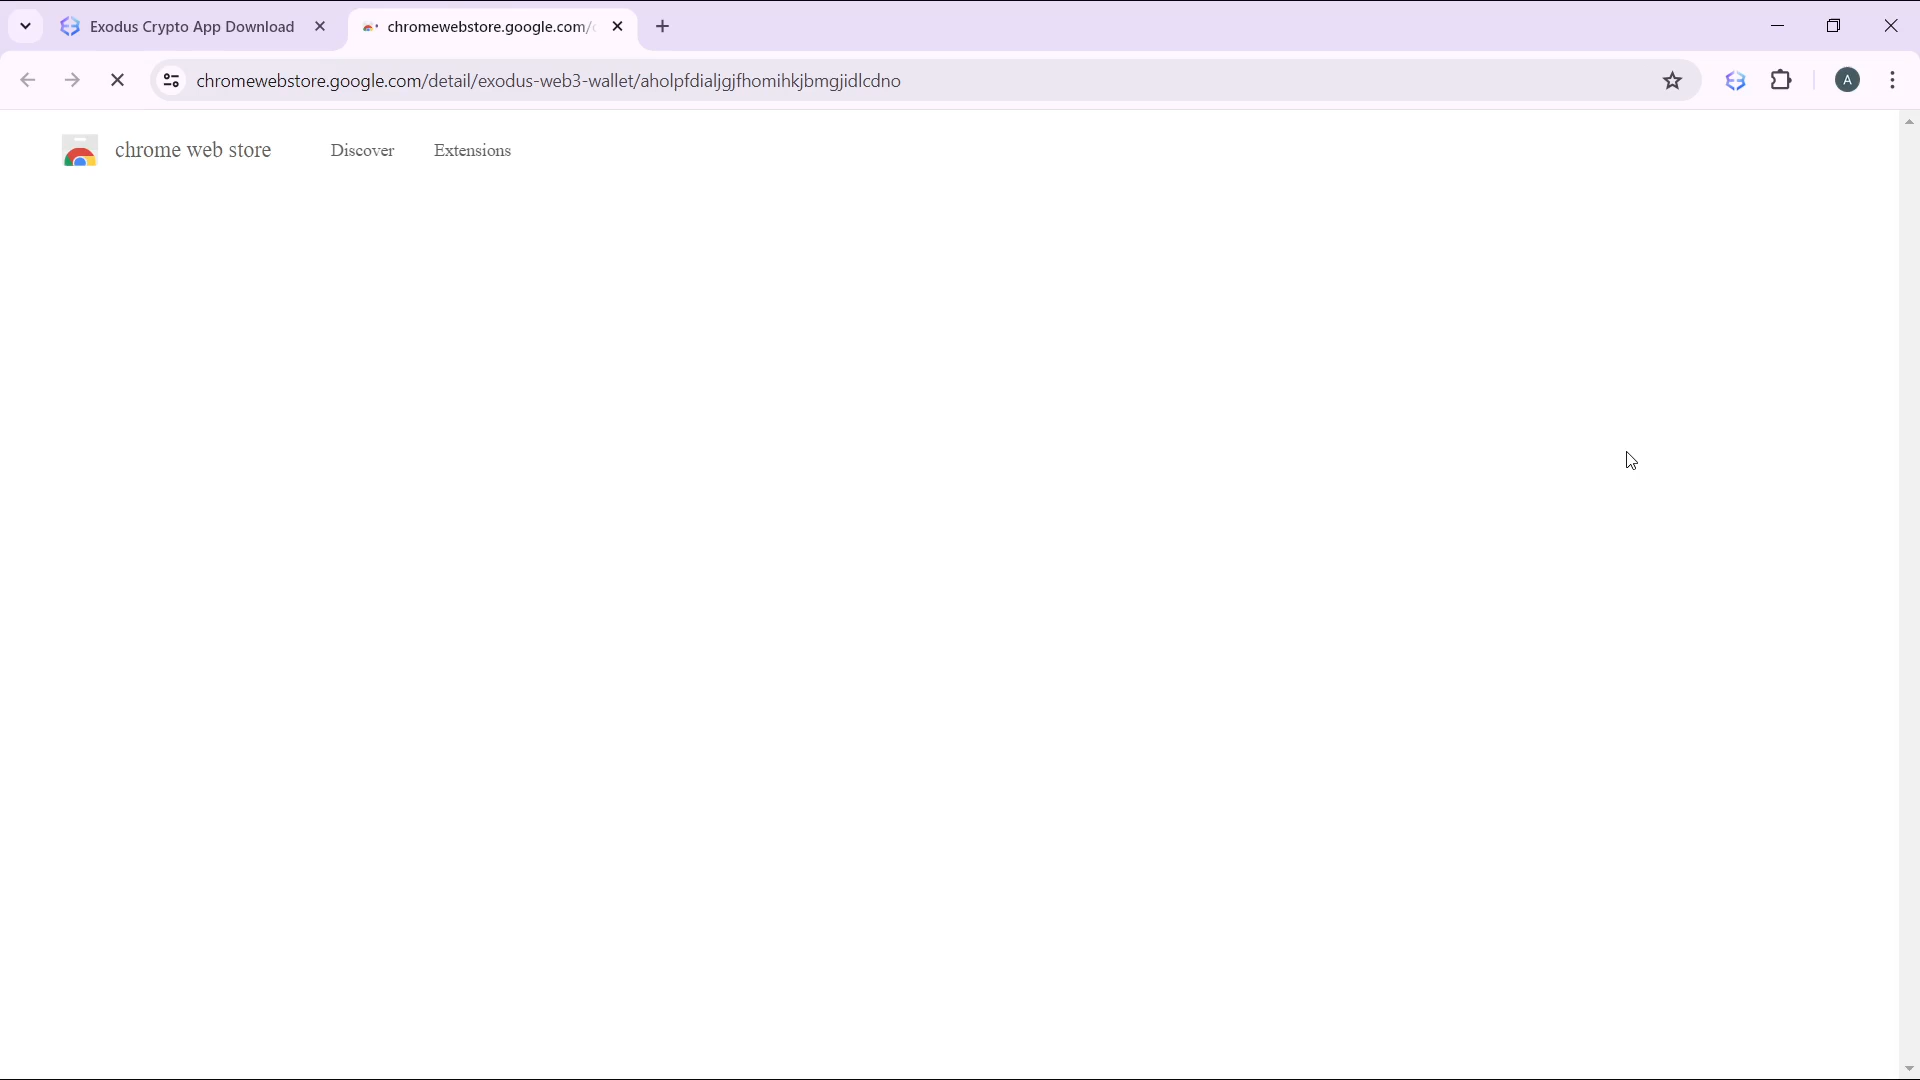 Exodus Crypto App Download
chromewebstore.google.com/
chromewebstore.google.com/detail/exodus-web3-wallet/aholpfdialjgjfhomihkjbmgjidlcdno
A
chrome web store
Discover
Extensions